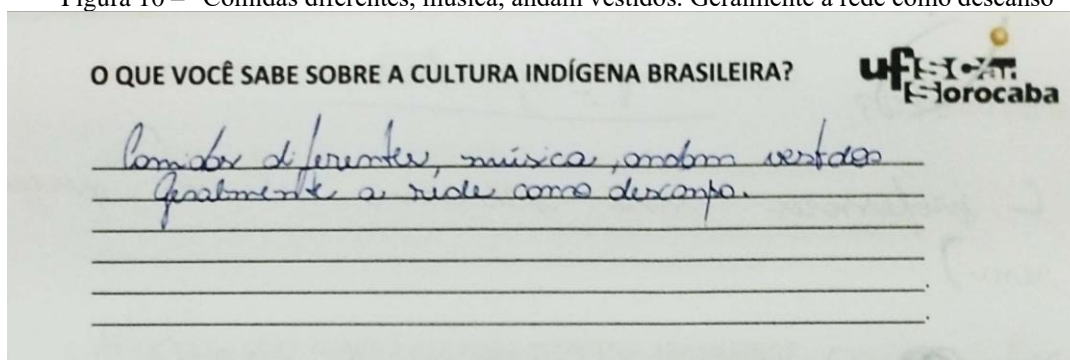 Figura 10 – "Comidas diferentes, música, andam vestidos. Geralmente a rede como descanso"
O QUE VOCÊ SABE SOBRE A CULTURA INDÍGENA BRASILEIRA?
ufscar
Sorocaba
Comidas diferentes, música, andam vestidos
Geralmente a rede como descanso.